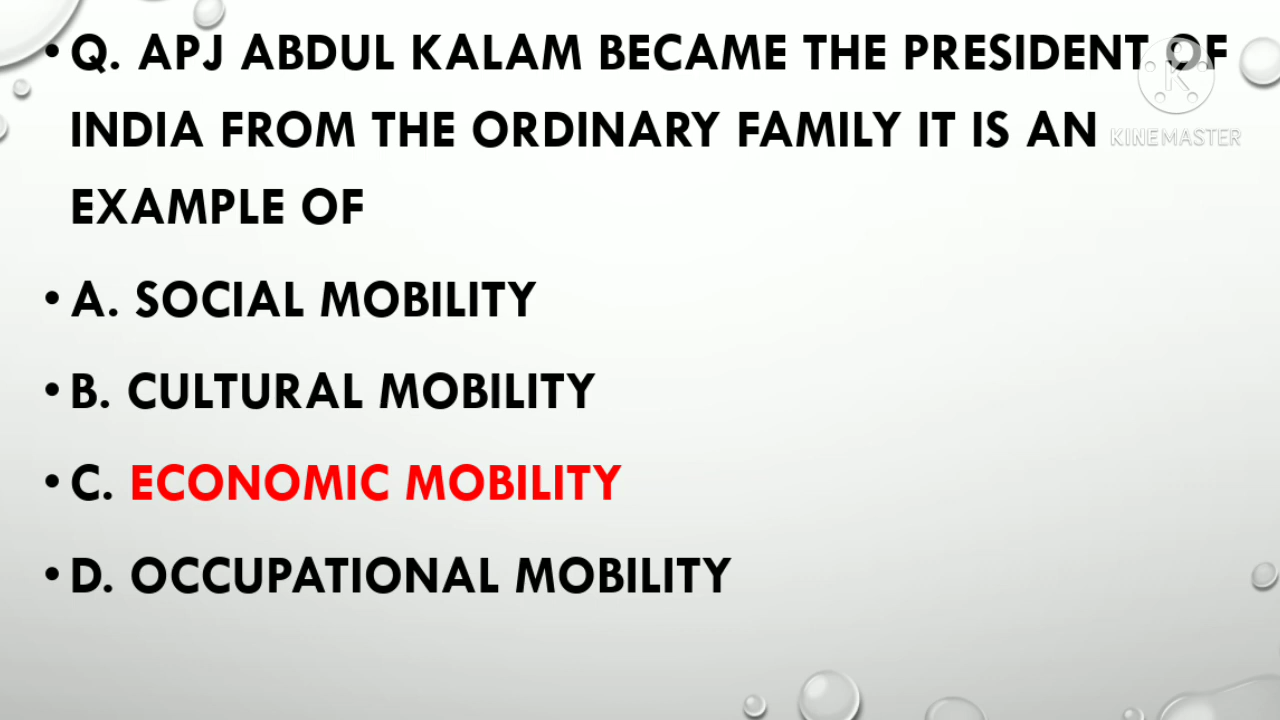 • Q. APJ ABDUL KALAM BECAME THE PRESIDENT OF
INDIA FROM THE ORDINARY FAMILY IT IS AN
KINEMASTER
EXAMPLE OF
• A. SOCIAL MOBILITY
• B. CULTURAL MOBILITY
• C. ECONOMIC MOBILITY
• D. OCCUPATIONAL MOBILITY